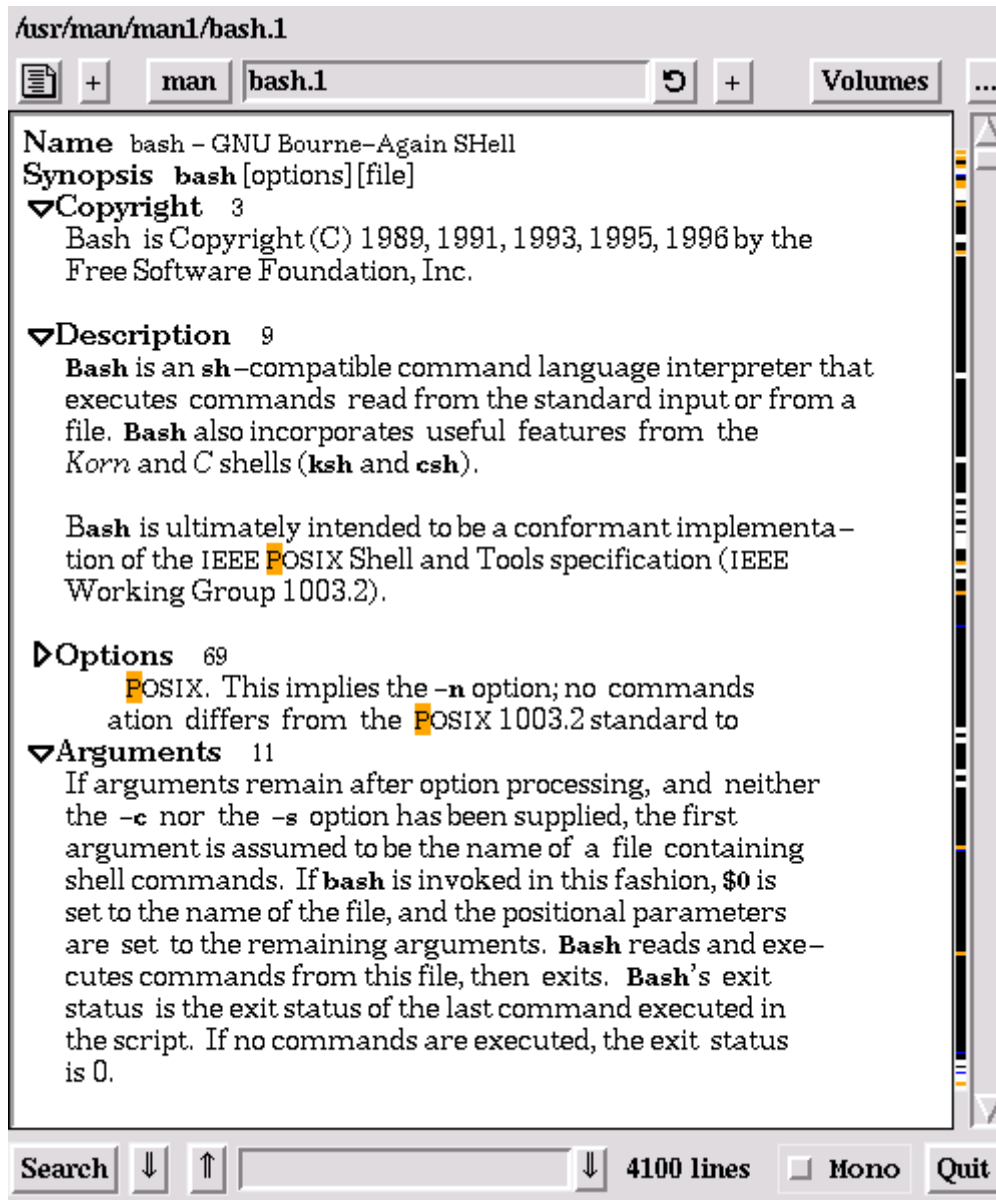 /usr/man/man1/bash.1
+ man bash.1 + Volumes ...
Name bash – GNU Bourne–Again SHell
Synopsis bash [options] [file]
Copyright 3
Bash is Copyright (C) 1989, 1991, 1993, 1995, 1996 by the
Free Software Foundation, Inc.
Description 9
Bash is an sh–compatible command language interpreter that
executes commands read from the standard input or from a
file. Bash also incorporates useful features from the
Korn and C shells (ksh and csh).
Bash is ultimately intended to be a conformant implementa–
tion of the IEEE POSIX Shell and Tools specification (IEEE
Working Group 1003.2).
Options 69
POSIX. This implies the –n option; no commands
ation differs from the POSIX 1003.2 standard to
Arguments 11
If arguments remain after option processing, and neither
the –c nor the –s option has been supplied, the first
argument is assumed to be the name of a file containing
shell commands. If bash is invoked in this fashion, $0 is
set to the name of the file, and the positional parameters
are set to the remaining arguments. Bash reads and exe–
cutes commands from this file, then exits. Bash's exit
status is the exit status of the last command executed in
the script. If no commands are executed, the exit status
is 0.
Search ⇓ ⇑ ⇓ 4100 lines Mono Quit